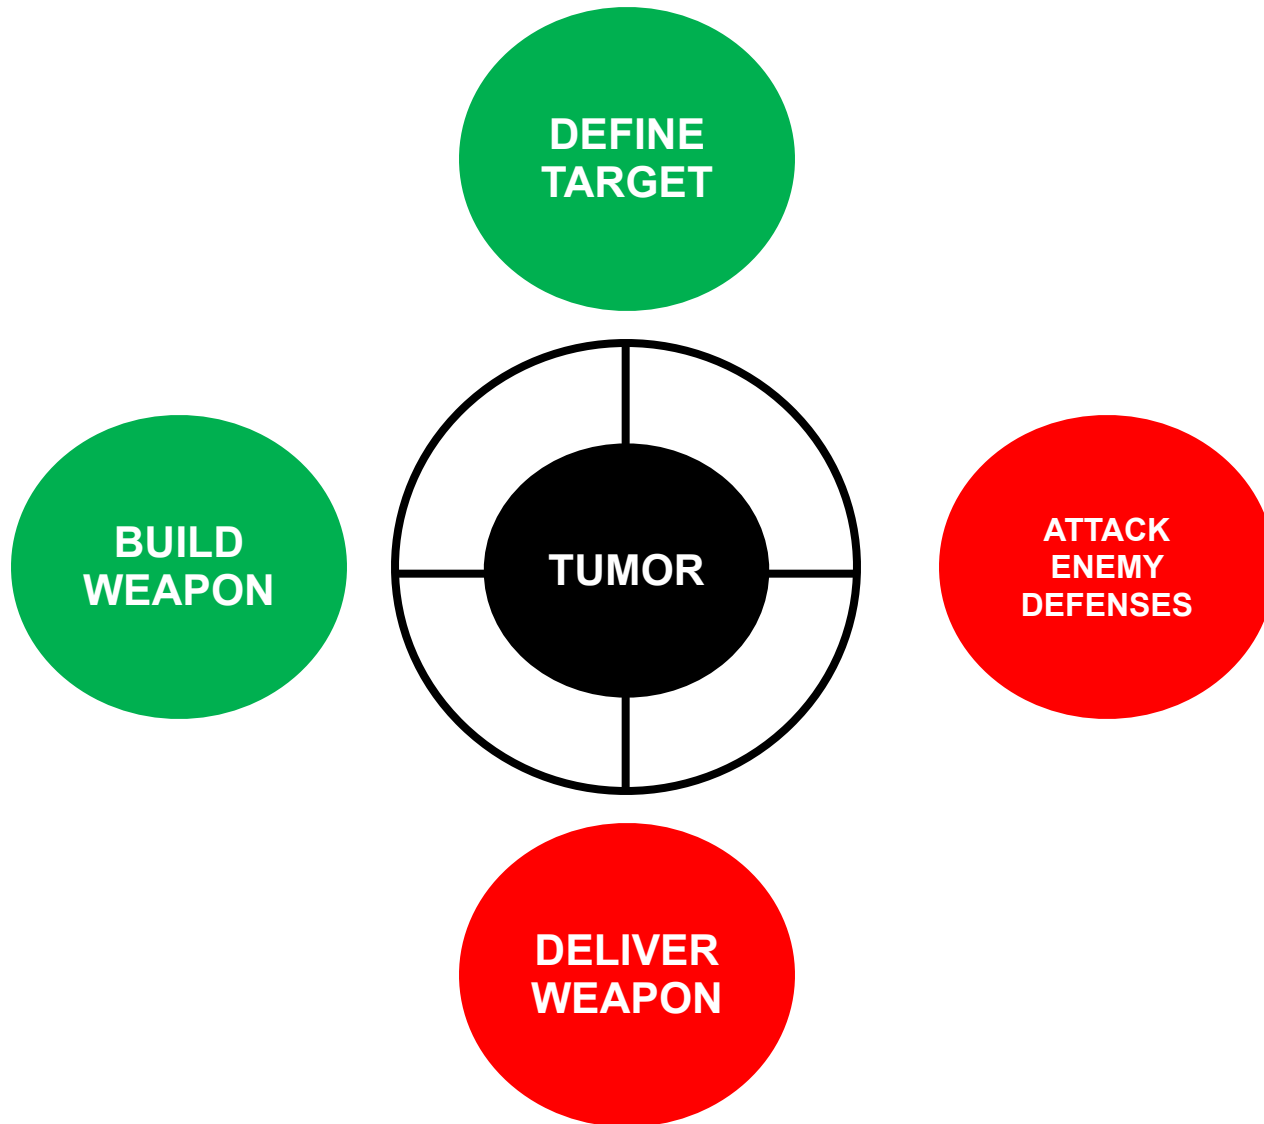 DEFINE
TARGET
BUILD
WEAPON
TUMOR
ATTACK
ENEMY
DEFENSES
DELIVER
WEAPON